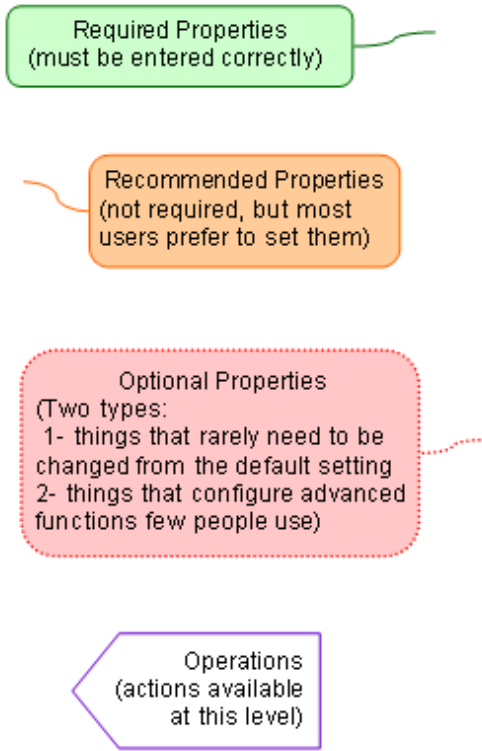 Required Properties
(must be entered correctly)
Recommended Properties
(not required, but most
users prefer to set them)
Optional Properties
(Two types:
1- things that rarely need to be
changed from the default setting
2- things that configure advanced
functions few people use)
Operations
(actions available
at this level)